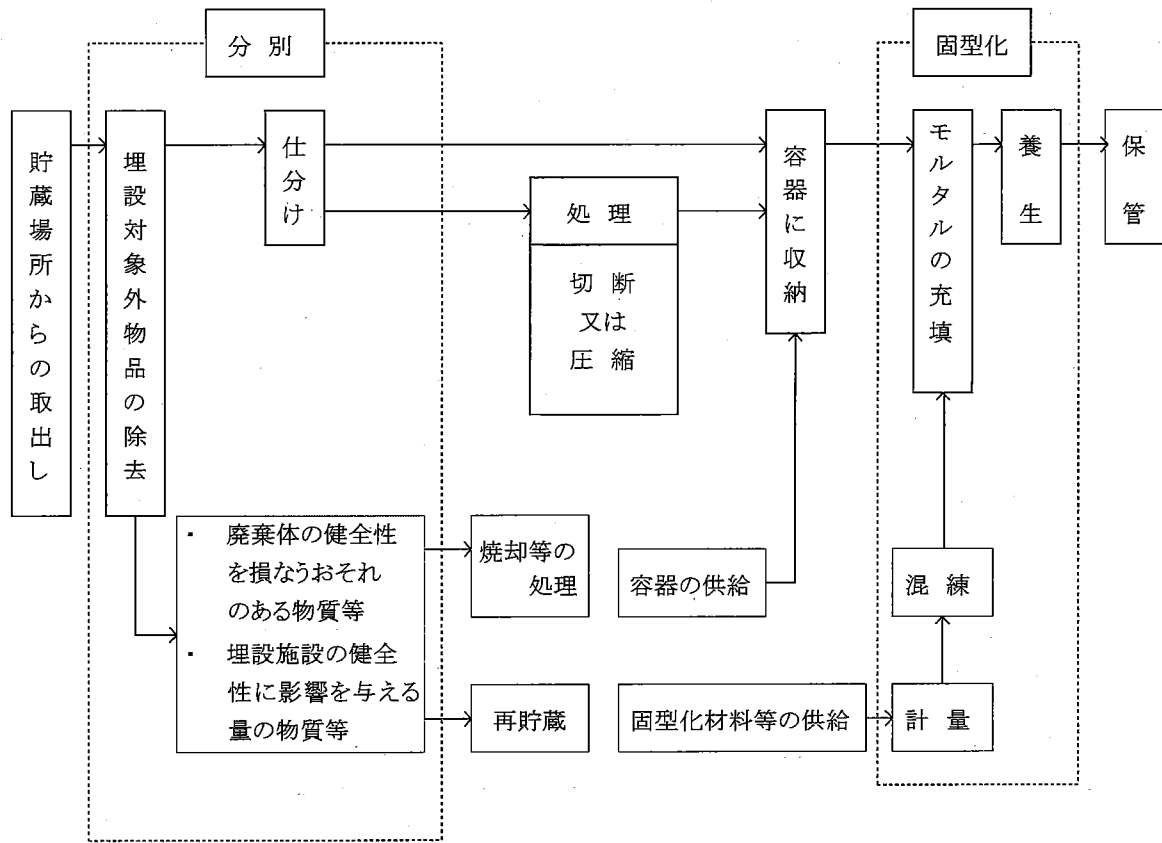 分別
固型化
貯蔵場所からの取出し
埋設対象外物品の除去
仕分け
処理
切断
又は
圧縮
容器に収納
モルタルの充填
養生
保管
・ 廃棄体の健全性
を損なうおそれ
のある物質等
・ 埋設施設の健全
性に影響を与える
量の物質等
焼却等の
処理
再貯蔵
容器の供給
固型化材料等の供給
混練
計量